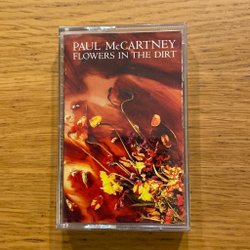 PAUL McCARTNEY
FLOWERS IN THE DIRT